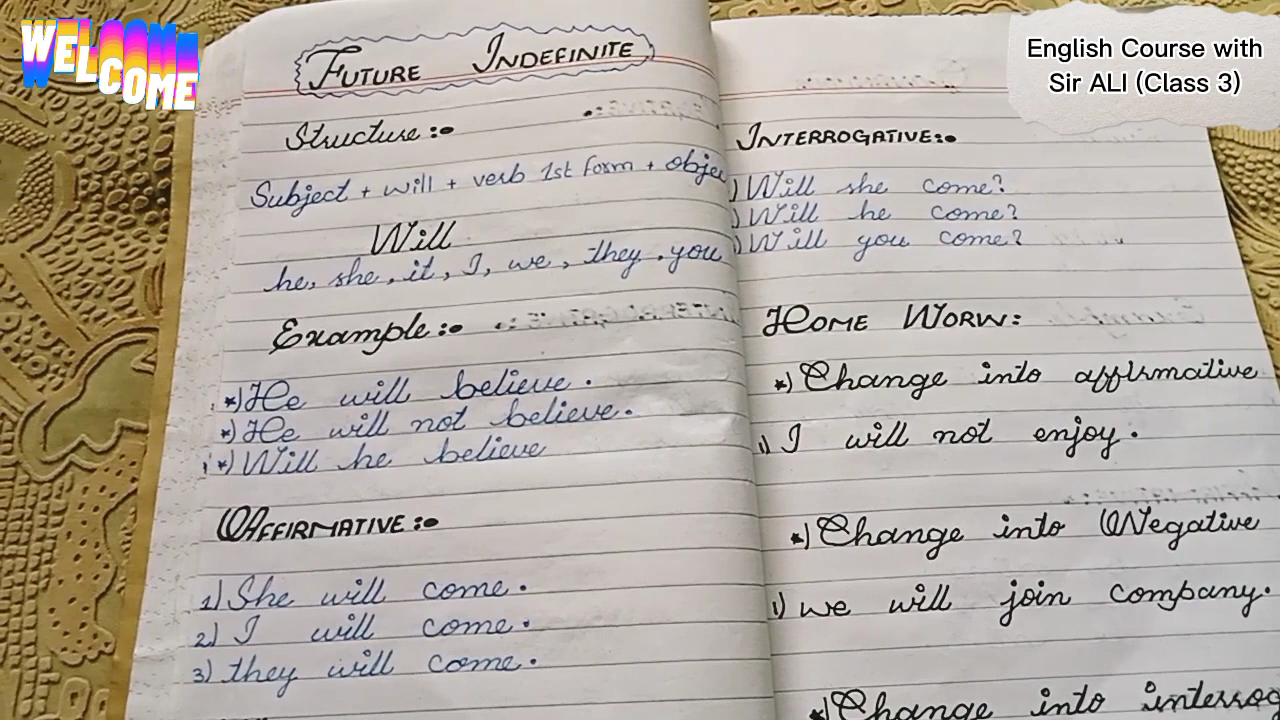 WELCOME
English Course with
Sir ALI (Class 3)
FUTURE INDEFINITE
Structure:
Subject + will + verb 1st form + objec
Will
he, she, it, I, we, they, you
Example:
*) He will believe.
*) He will not believe.
*) Will he believe
AFFIRMATIVE:
1) She will come.
2) I will come.
3) they will come.
INTERROGATIVE:
) Will she come?
) Will he come?
) Will you come?
HOME WORK:
*) Change into affirmative
1) I will not enjoy.
*) Change into Negative
1) we will join company.
*) Change into interrog